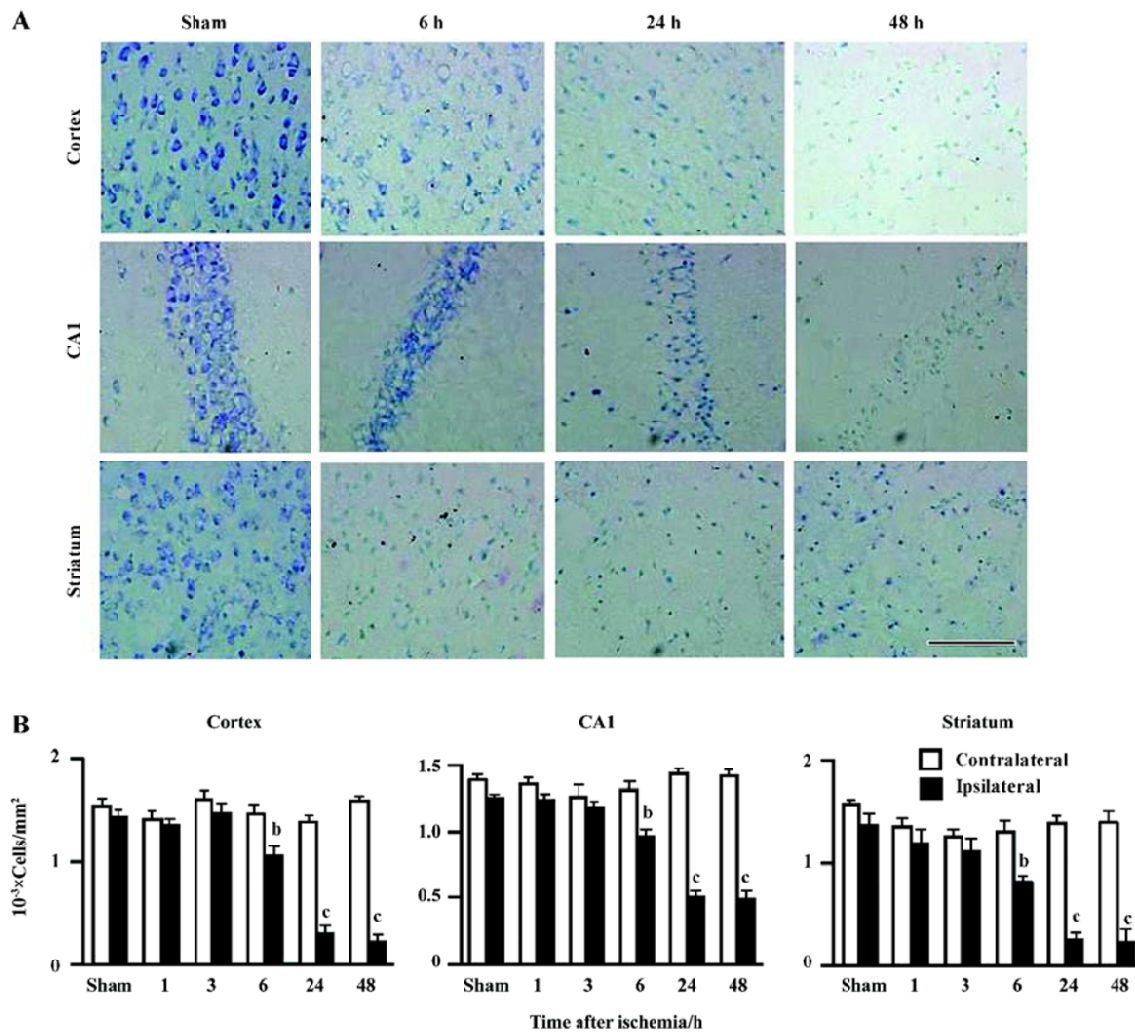 A
Sham 6 h 24 h 48 h
Cortex
CA1
Striatum
B
Cortex CA1 Striatum
Contralateral
Ipsilateral
10⁻³×Cells/mm²
2
1
0
b
c
c
Sham 1 3 6 24 48
1.5
1.0
0.5
0
b
c
c
Sham 1 3 6 24 48
2
1
0
b
c
c
Sham 1 3 6 24 48
Time after ischemia/h